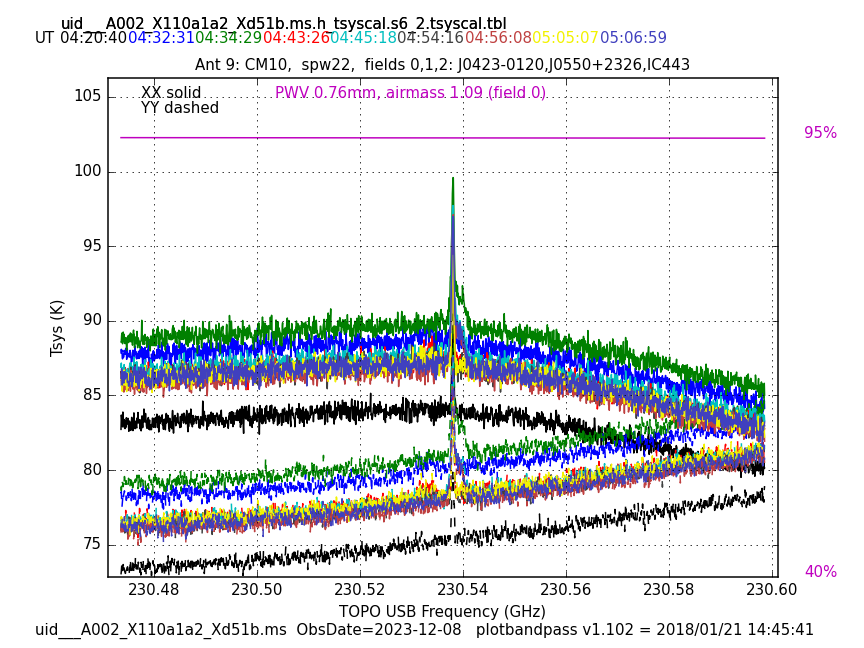 uid___A002_X110a1a2_Xd51b.ms.h_tsyscal.s6_2.tsyscal.tbl
UT 04:20:40 04:32:31 04:34:29 04:43:26 04:45:18 04:54:16 04:56:08 05:05:07 05:06:59
Ant 9: CM10,  spw22,  fields 0,1,2: J0423-0120,J0550+2326,IC443
XX solid
YY dashed
PWV 0.76mm, airmass 1.09 (field 0)
105
100
95
90
85
80
75
Tsys (K)
95%
40%
230.48 230.50 230.52 230.54 230.56 230.58 230.60
TOPO USB Frequency (GHz)
uid___A002_X110a1a2_Xd51b.ms  ObsDate=2023-12-08   plotbandpass v1.102 = 2018/01/21 14:45:41